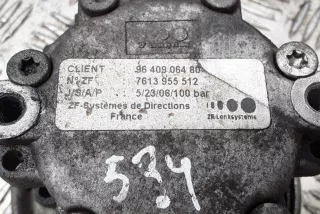 CLIENT 96 409 064 80
N° ZF : 7613 955 512
J/S/A/P : 5/23/06/100 bar
ZF-Systèmes de Directions
France
ZF-Lenksysteme
534